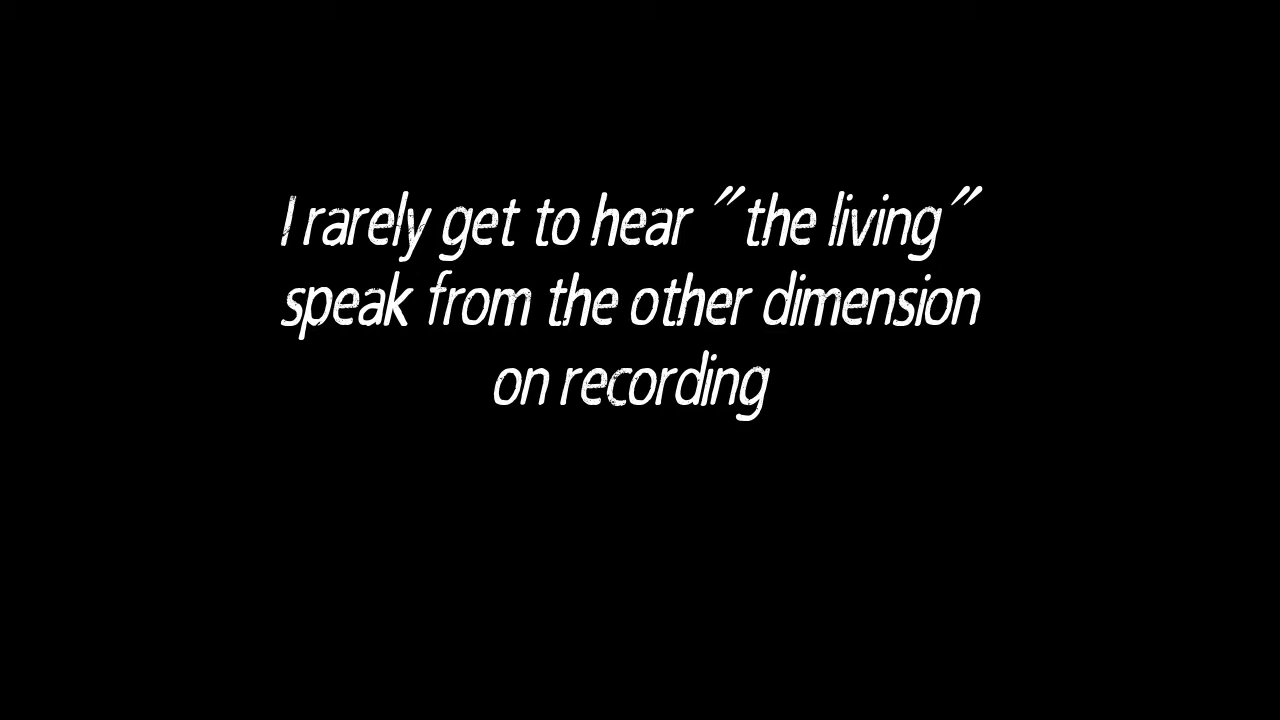 I rarely get to hear "the living"
speak from the other dimension
on recording